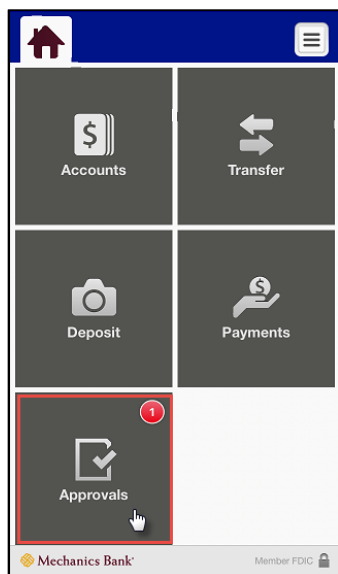 Accounts
Transfer
Deposit
Payments
1
Approvals
Mechanics Bank
Member FDIC